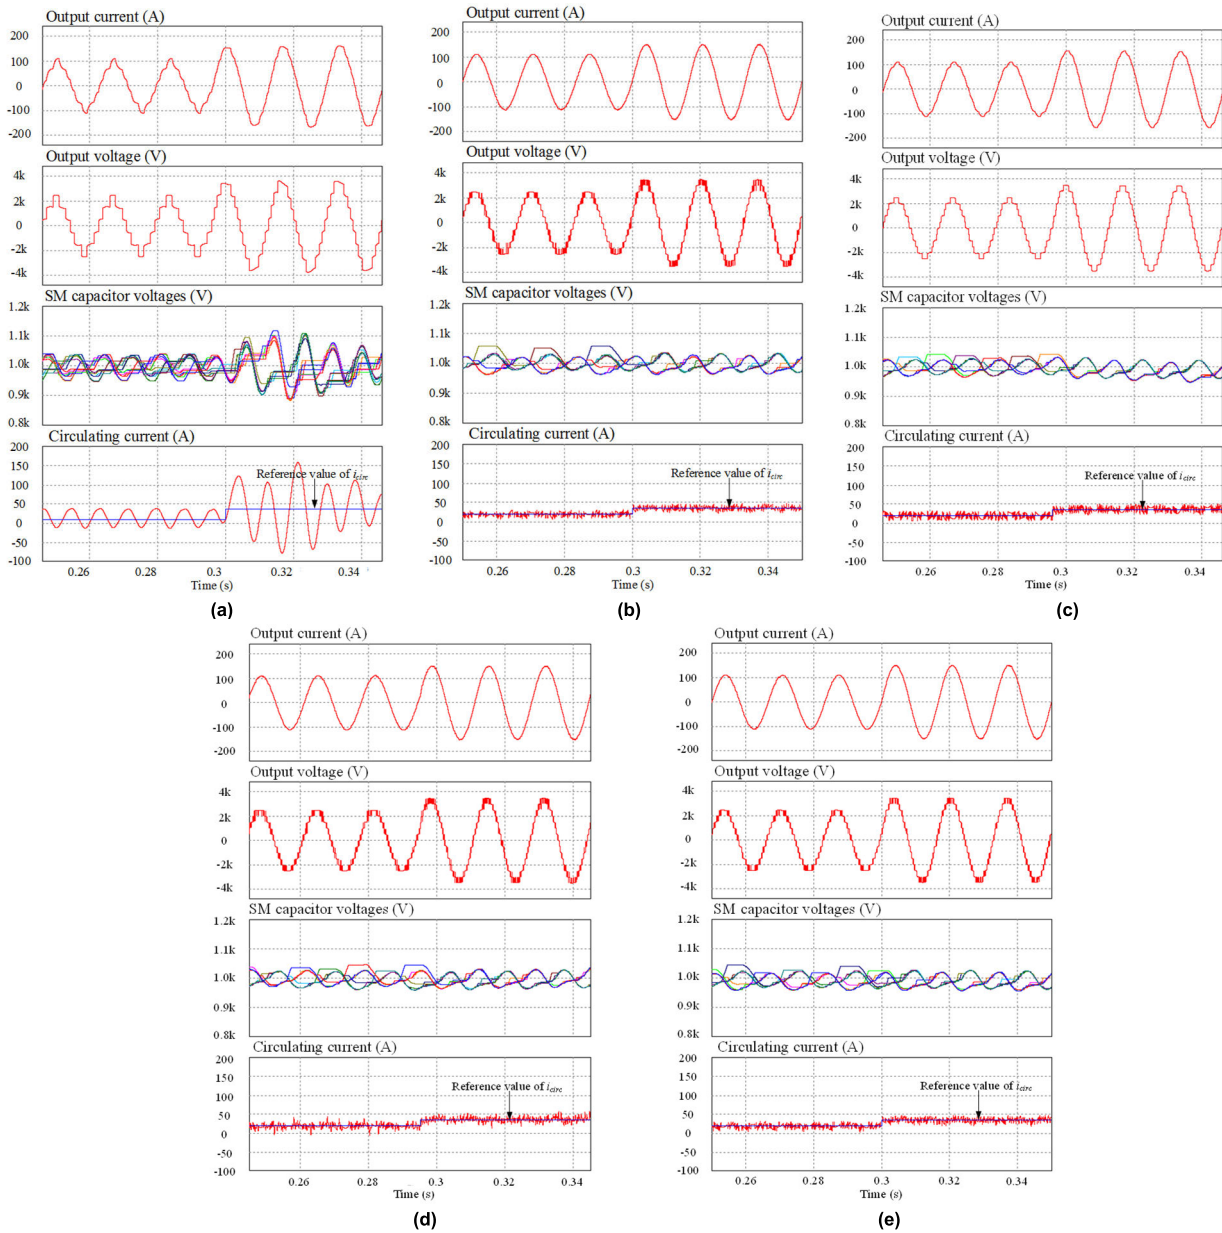 Output current (A)
200
100
0
-100
-200
Output voltage (V)
4k
2k
0
-2k
-4k
SM capacitor voltages (V)
1.2k
1.1k
1.0k
0.9k
0.8k
Circulating current (A)
200
150
100
50
0
-50
-100
Reference value of icirc
0.26 0.28 0.3 0.32 0.34
Time (s)
(a)
Output current (A)
200
100
0
-100
-200
Output voltage (V)
4k
2k
0
-2k
-4k
SM capacitor voltages (V)
1.2k
1.1k
1.0k
0.9k
0.8k
Circulating current (A)
200
150
100
50
0
-50
-100
Reference value of icirc
0.26 0.28 0.3 0.32 0.34
Time (s)
(b)
Output current (A)
200
100
0
-100
-200
Output voltage (V)
4k
2k
0
-2k
-4k
SM capacitor voltages (V)
1.2k
1.1k
1.0k
0.9k
0.8k
Circulating current (A)
200
150
100
50
0
-50
-100
Reference value of icirc
0.26 0.28 0.3 0.32 0.34
Time (s)
(c)
Output current (A)
200
100
0
-100
-200
Output voltage (V)
4k
2k
0
-2k
-4k
SM capacitor voltages (V)
1.2k
1.1k
1.0k
0.9k
0.8k
Circulating current (A)
200
150
100
50
0
-50
-100
Reference value of icirc
0.26 0.28 0.3 0.32 0.34
Time (s)
(d)
Output current (A)
200
100
0
-100
-200
Output voltage (V)
4k
2k
0
-2k
-4k
SM capacitor voltages (V)
1.2k
1.1k
1.0k
0.9k
0.8k
Circulating current (A)
200
150
100
50
0
-50
-100
Reference value of icirc
0.26 0.28 0.3 0.32 0.34
Time (s)
(e)